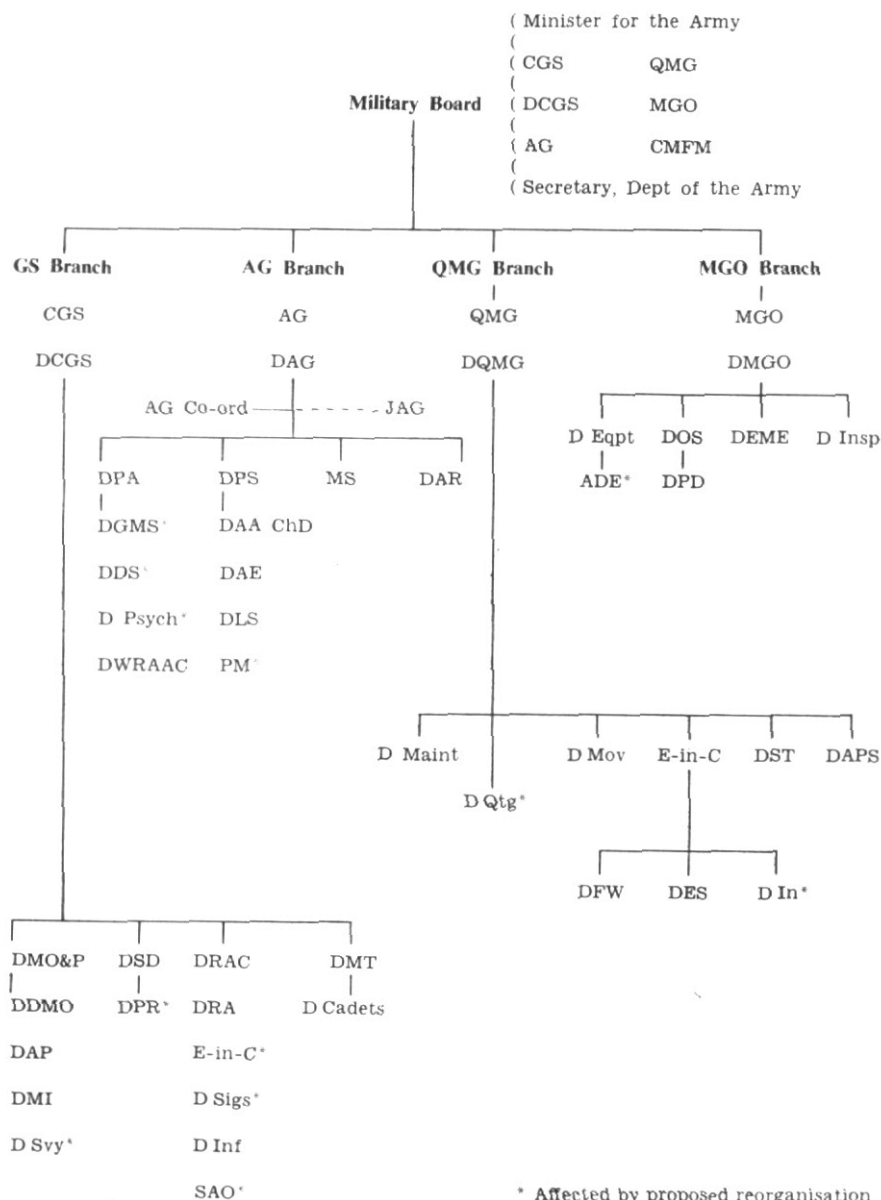 ( Minister for the Army
(
( CGS QMG
(
Military Board ( DCGS MGO
(
( AG CMFM
(
( Secretary, Dept of the Army
GS Branch AG Branch QMG Branch MGO Branch
CGS AG QMG MGO
DCGS DAG DQMG DMGO
AG Co-ord JAG
D Eqpt DOS DEME D Insp
ADE* DPD
DPA DPS MS DAR
DGMS* DAA ChD
DDS* DAE
D Psych* DLS
DWRAAC PM*
D Maint D Mov E-in-C DST DAPS
D Qtg*
DFW DES D In*
DMO&P DSD DRAC DMT
DDMO DPR* DRA D Cadets
DAP E-in-C*
DMI D Sigs*
D Svy* D Inf
SAO* * Affected by proposed reorganisation